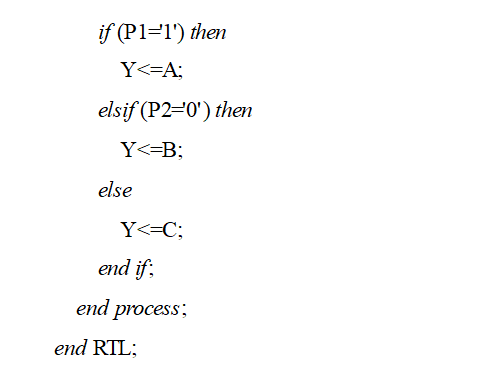 if (P1='1') then
Y<=A;
elsif (P2='0') then
Y<=B;
else
Y<=C;
end if;
end process;
end RTL;